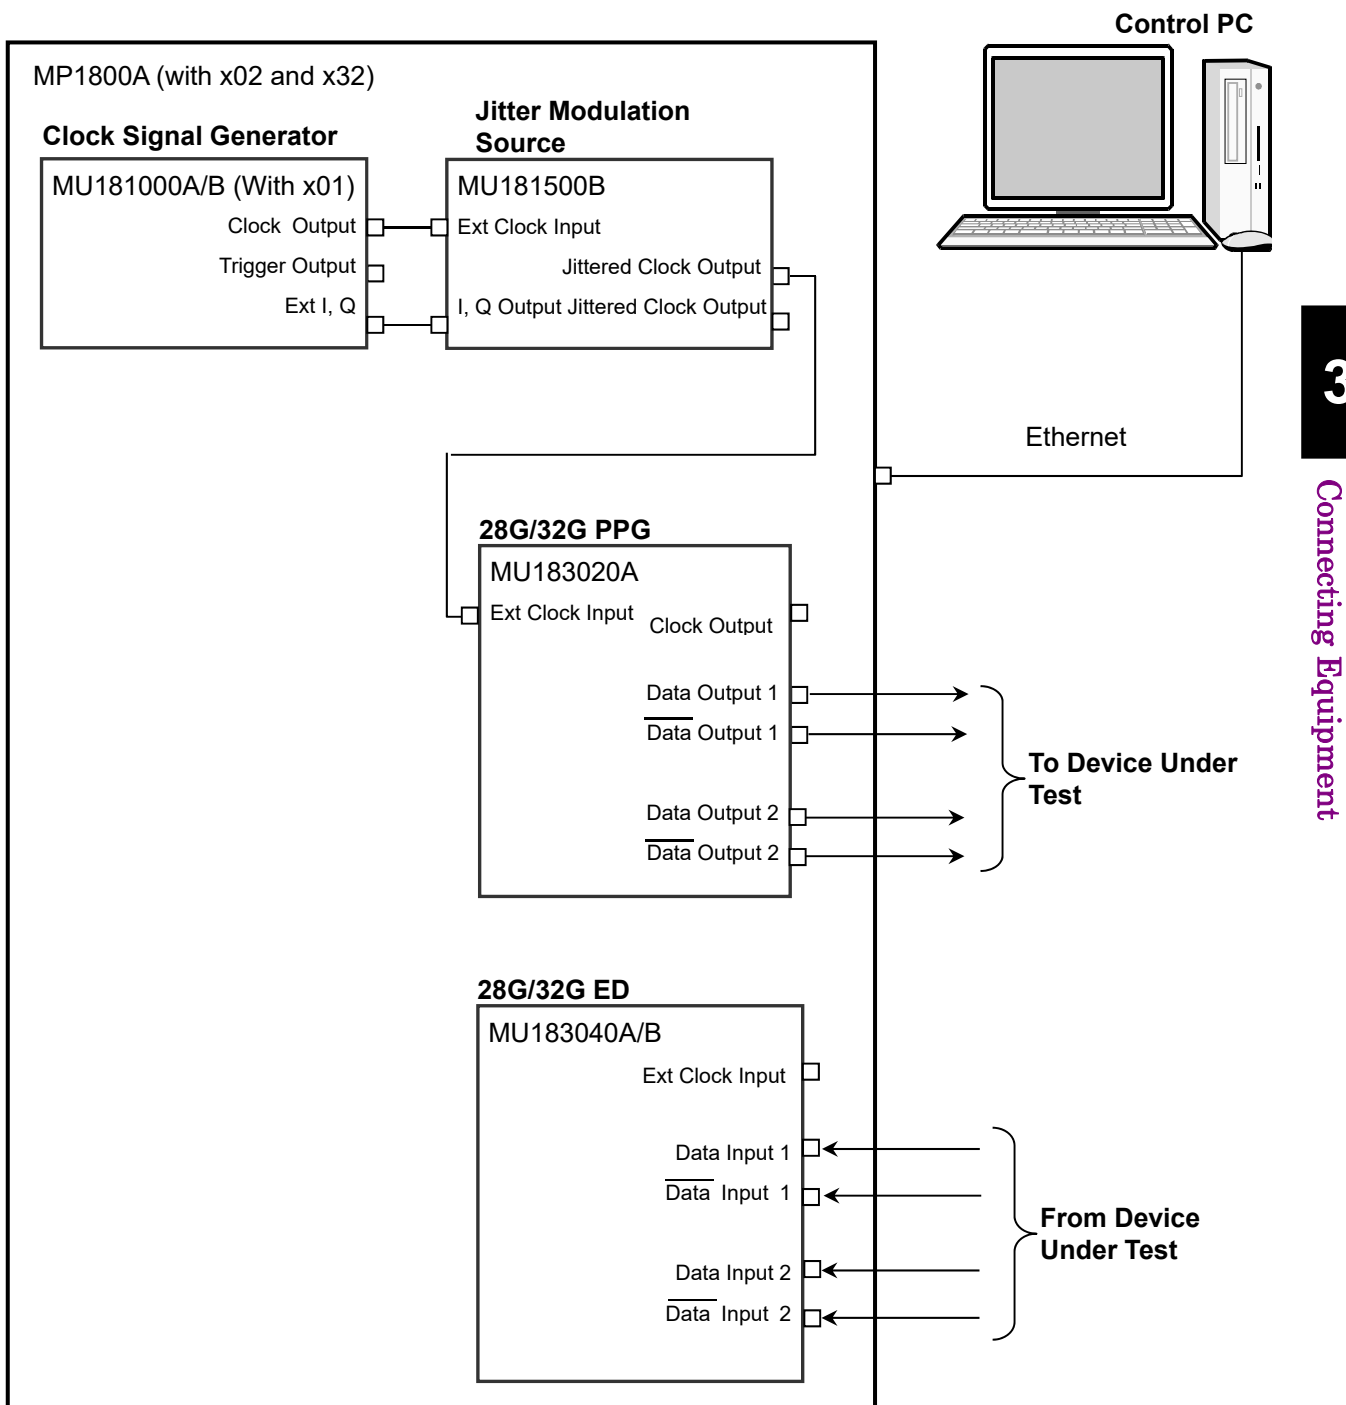 Control PC
MP1800A (with x02 and x32)
Jitter Modulation
Source
Clock Signal Generator
MU181000A/B (With x01)
Clock Output
Trigger Output
Ext I, Q
MU181500B
Ext Clock Input
Jittered Clock Output
I, Q Output Jittered Clock Output
Ethernet
3
Connecting Equipment
28G/32G PPG
MU183020A
Ext Clock Input
Clock Output
Data Output 1
Data Output 1
Data Output 2
Data Output 2
To Device Under
Test
28G/32G ED
MU183040A/B
Ext Clock Input
Data Input 1
Data Input 1
Data Input 2
Data Input 2
From Device
Under Test